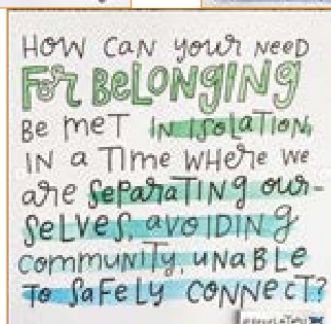 HOW CAN YOUR NEED
FOR BELONGING
BE MET IN ISOLATION,
IN A TIME WHERE WE
ARE SEPARATING OUR-
SELVES, AVOIDING
COMMUNITY, UNABLE
TO SAFELY CONNECT?